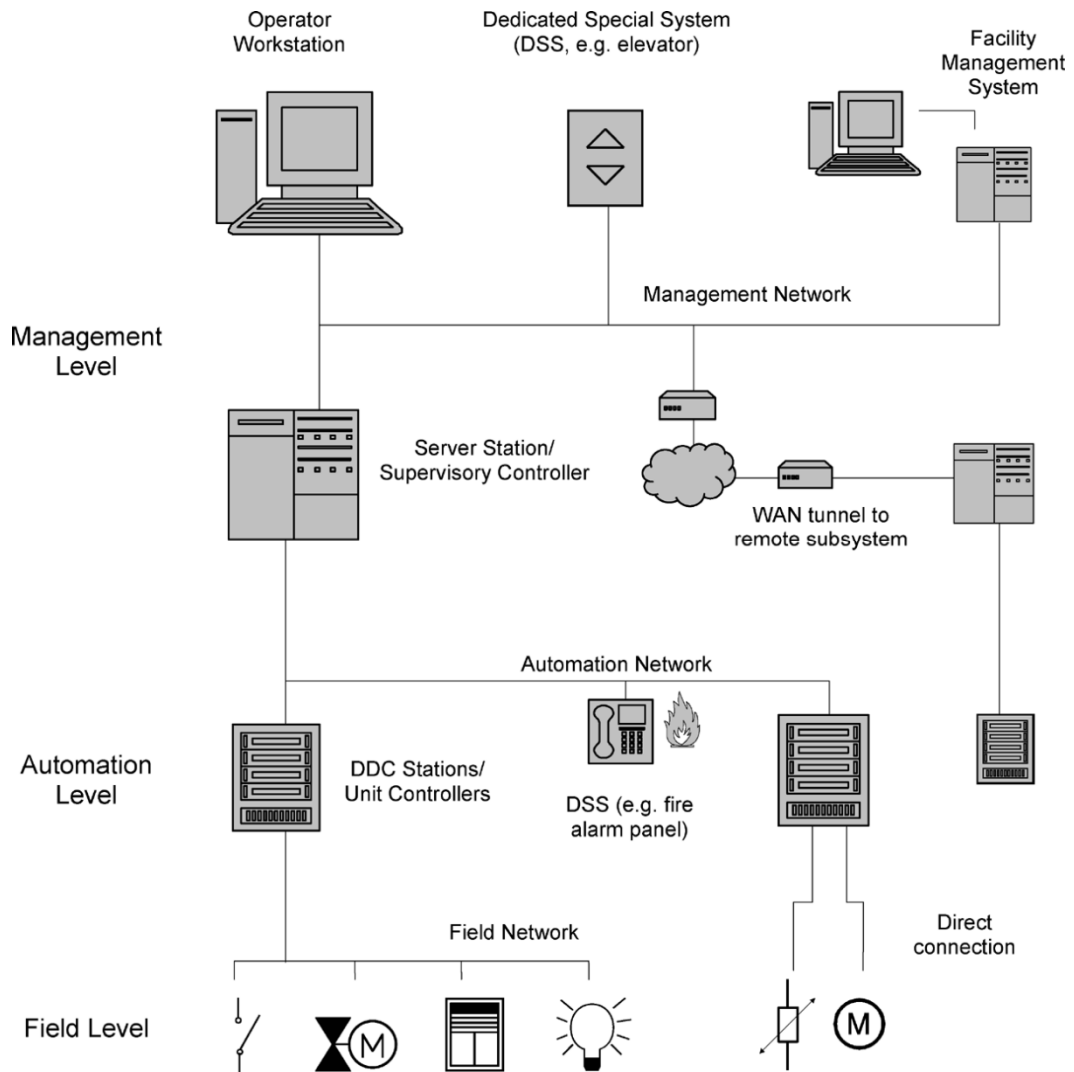 Operator
Workstation
Dedicated Special System
(DSS, e.g. elevator)
Facility
Management
System
Management Network
Management
Level
Server Station/
Supervisory Controller
WAN tunnel to
remote subsystem
Automation Network
Automation
Level
DDC Stations/
Unit Controllers
DSS (e.g. fire
alarm panel)
Direct
connection
Field Network
Field Level
M
M